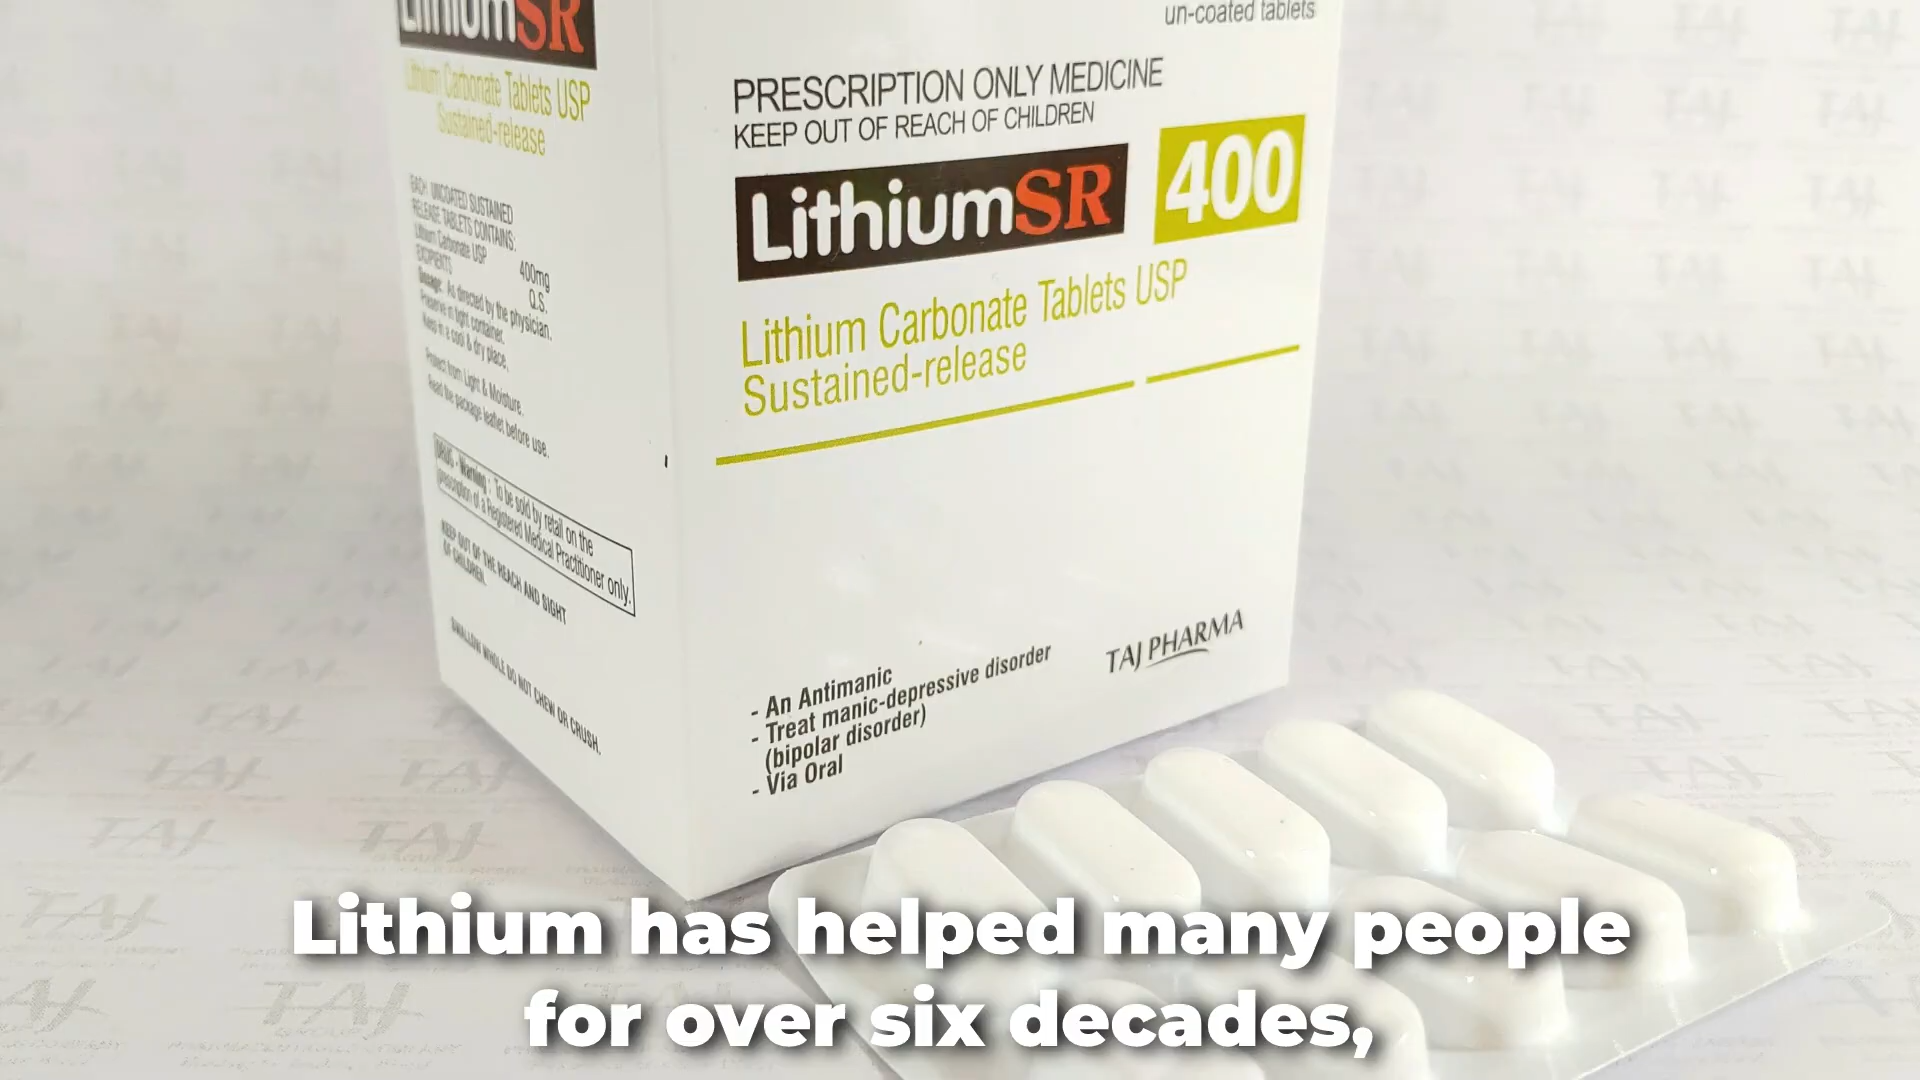 LithiumSR
Lithium Carbonate Tablets USP
Sustained-release
EACH UNCOATED SUSTAINED
RELEASE TABLETS CONTAINS:
Lithium Carbonate USP 400mg
EXCIPIENTS Q.S.
Dosage: As directed by the physician.
Preserve in tight container.
Keep in a cool & dry place.
Protect from Light & Moisture.
Read the package leaflet before use.
DRUG - Warning : To be sold by retail on the
prescription of a Registered Medical Practitioner only.
KEEP OUT OF THE REACH AND SIGHT
OF CHILDREN.
SWALLOW WHOLE DO NOT CHEW OR CRUSH.
un-coated tablets
PRESCRIPTION ONLY MEDICINE
KEEP OUT OF REACH OF CHILDREN
LithiumSR 400
Lithium Carbonate Tablets USP
Sustained-release
- An Antimanic
- Treat manic-depressive disorder
(bipolar disorder)
- Via Oral
TAJ PHARMA
Lithium has helped many people
for over six decades,